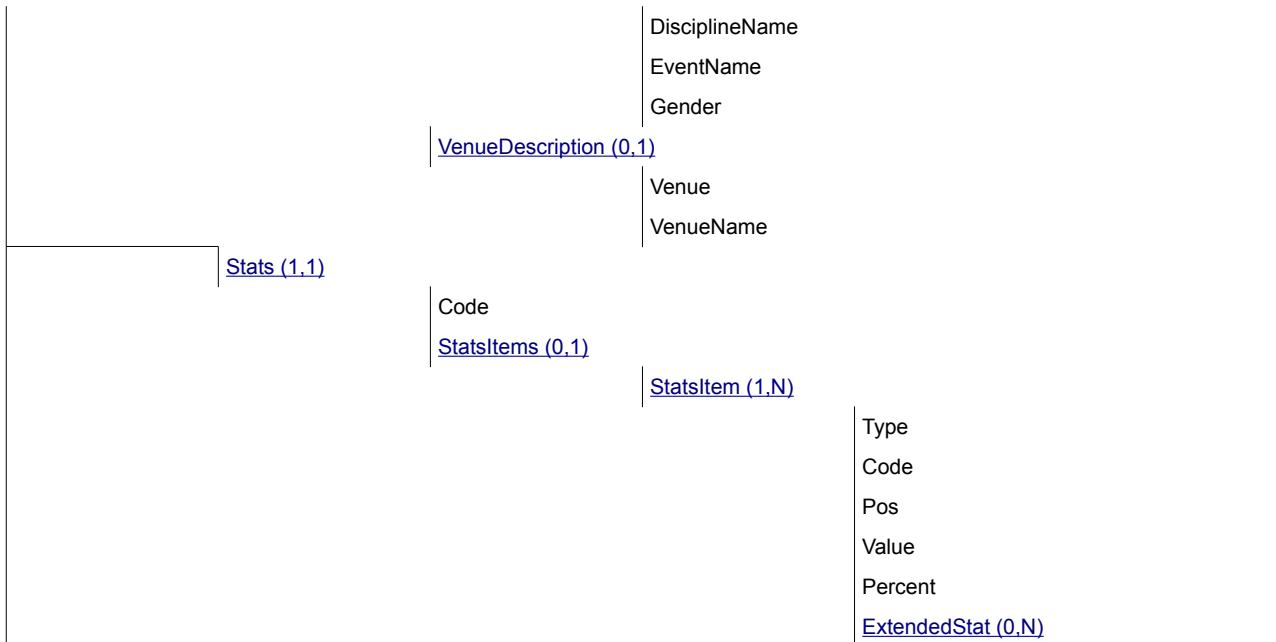 DisciplineName
EventName
Gender
VenueDescription (0,1)
Venue
VenueName
Stats (1,1)
Code
StatsItems (0,1)
StatsItem (1,N)
Type
Code
Pos
Value
Percent
ExtendedStat (0,N)